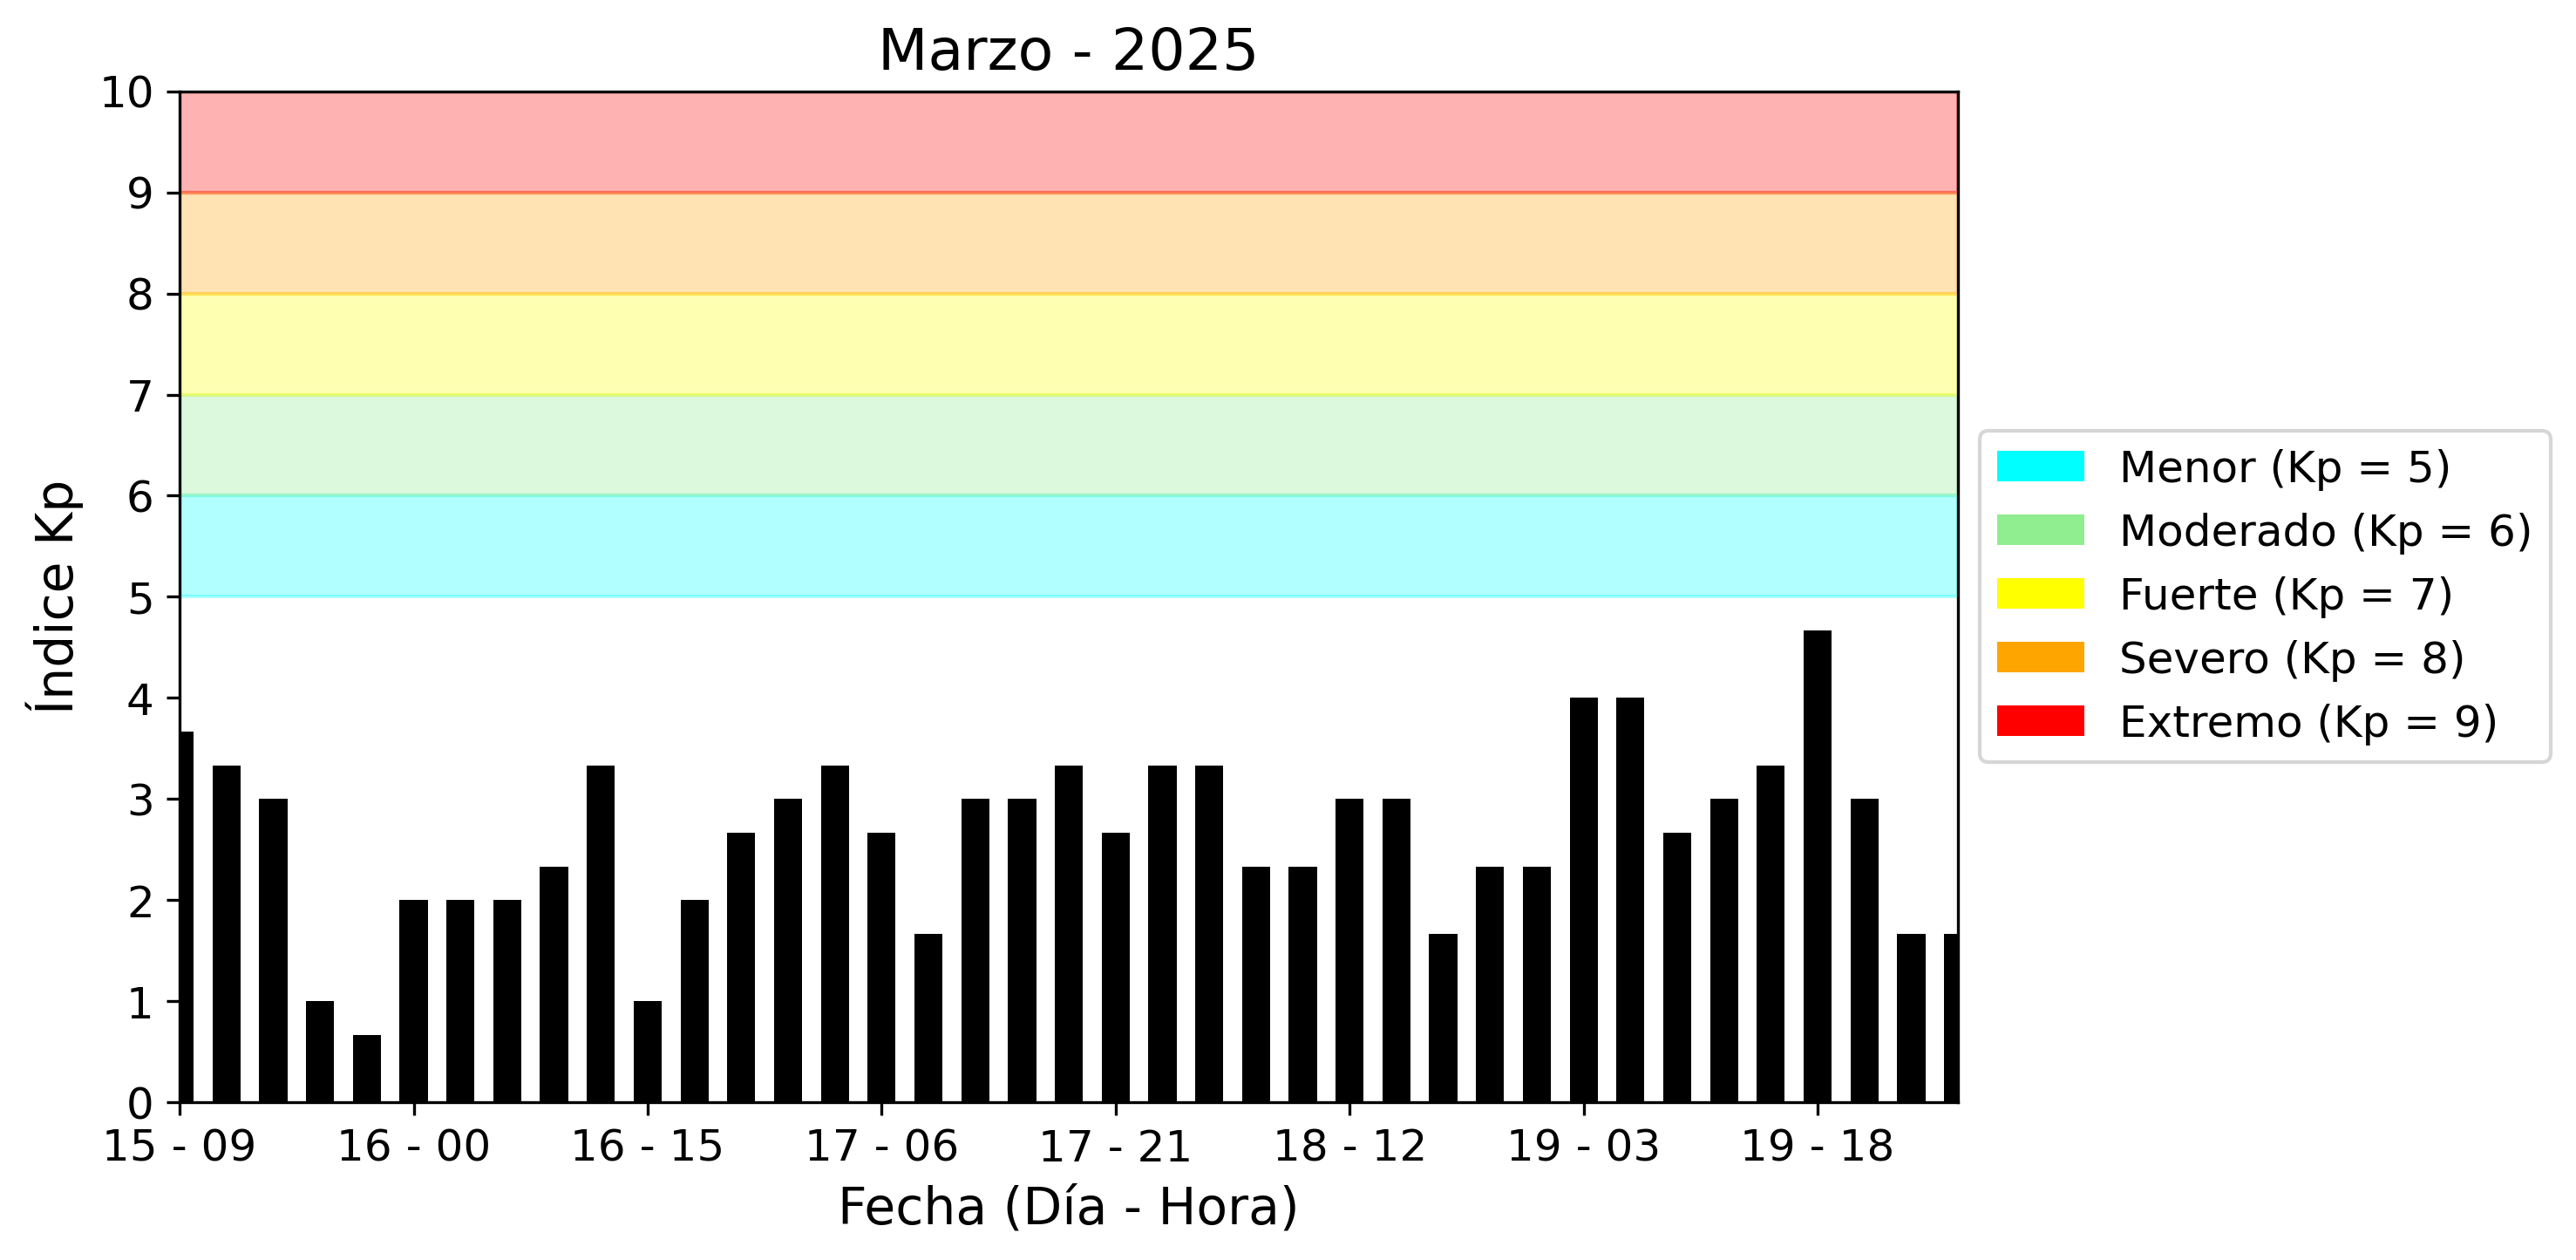 Marzo - 2025
10
9
8
7
6
5
4
3
2
1
0
Índice Kp
15 - 09
16 - 00
16 - 15
17 - 06
17 - 21
18 - 12
19 - 03
19 - 18
Fecha (Día - Hora)
Menor (Kp = 5)
Moderado (Kp = 6)
Fuerte (Kp = 7)
Severo (Kp = 8)
Extremo (Kp = 9)